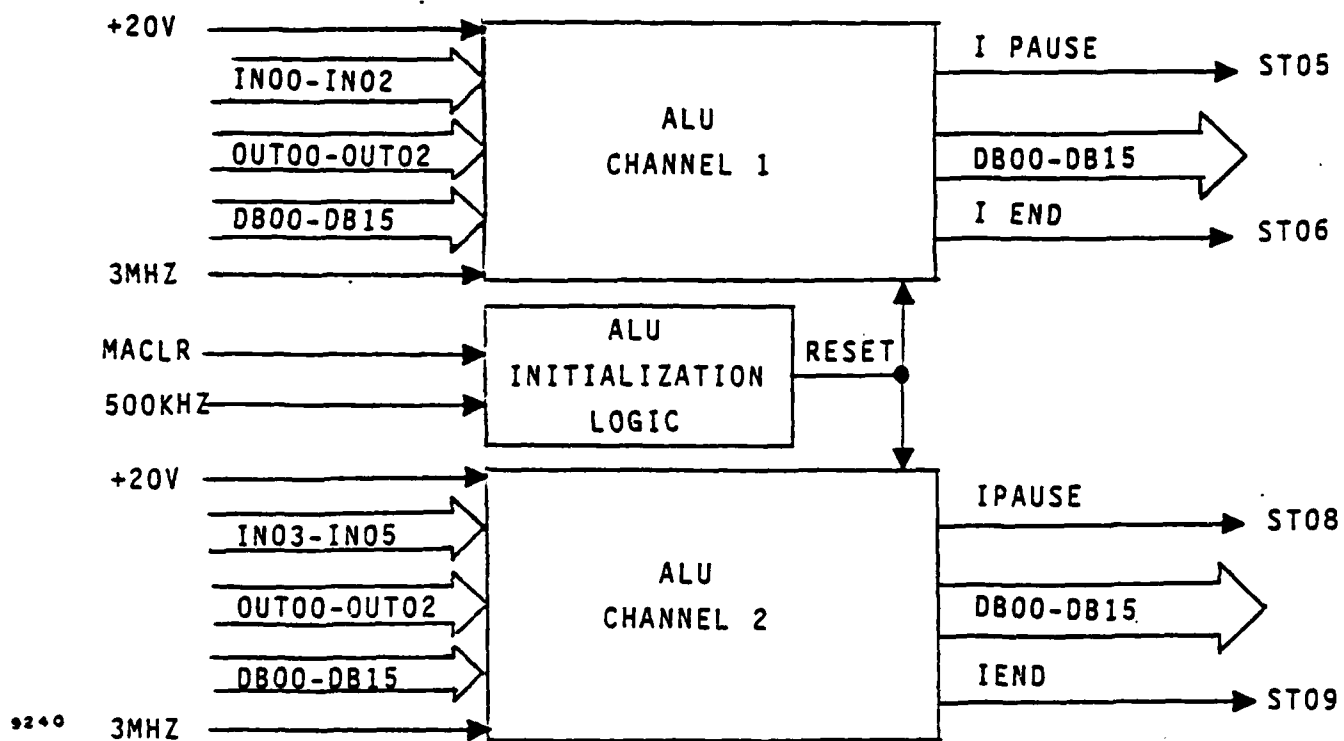 +20V
IN00-IN02
OUT00-OUT02
DB00-DB15
3MHZ
ALU
CHANNEL 1
I PAUSE
ST05
DB00-DB15
I END
ST06
MACLR
500KHZ
ALU
INITIALIZATION
LOGIC
RESET
+20V
IN03-IN05
OUT00-OUT02
DB00-DB15
3MHZ
ALU
CHANNEL 2
IPAUSE
ST08
DB00-DB15
IEND
ST09
9240